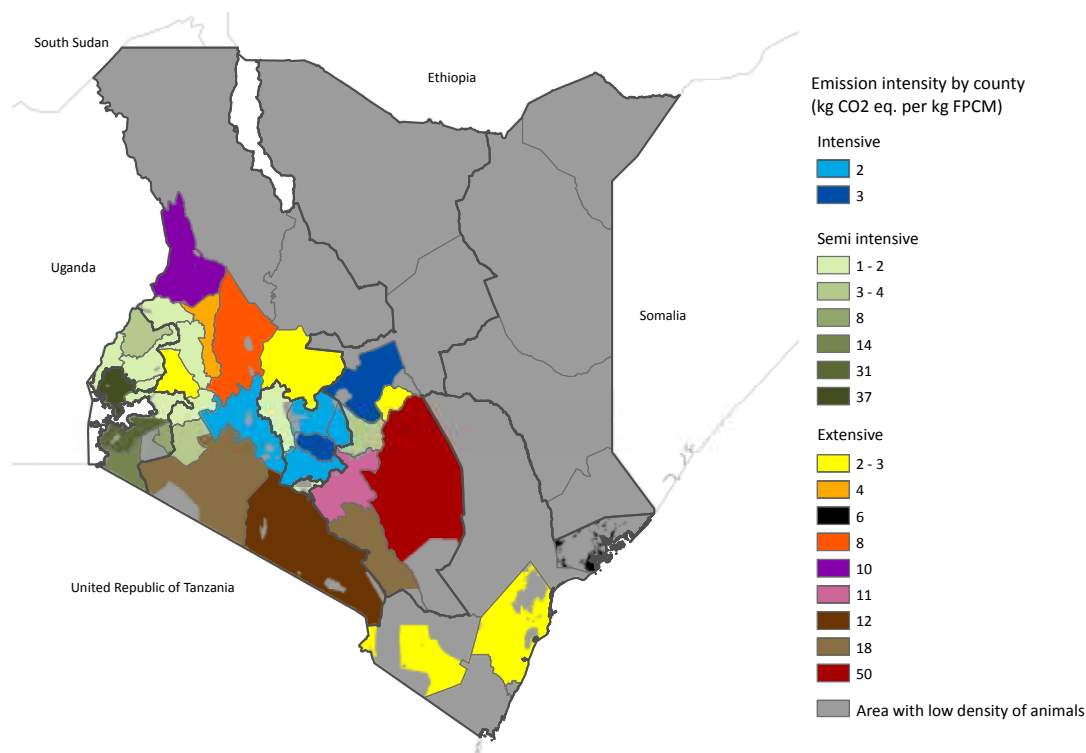 South Sudan
Ethiopia
Uganda
Somalia
United Republic of Tanzania
Emission intensity by county
(kg CO2 eq. per kg FPCM)
Intensive
2
3
Semi intensive
1 - 2
3 - 4
8
14
31
37
Extensive
2 - 3
4
6
8
10
11
12
18
50
Area with low density of animals